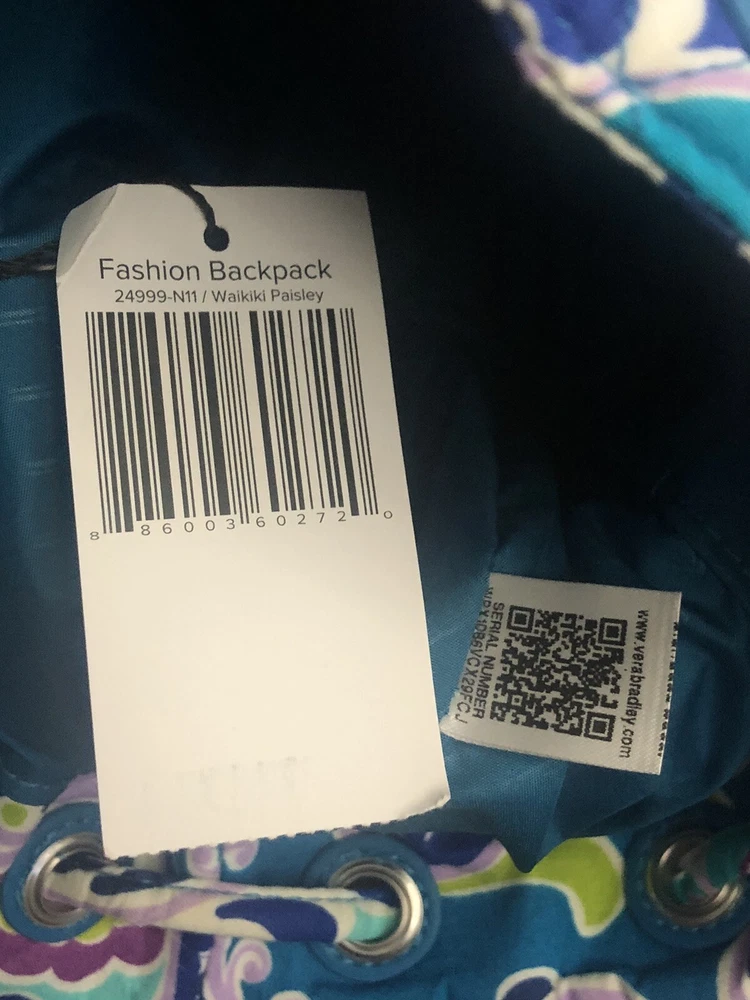 Fashion Backpack
24999-N11 / Waikiki Paisley
8 86003 60272 0
www.verabradley.com
SERIAL NUMBER